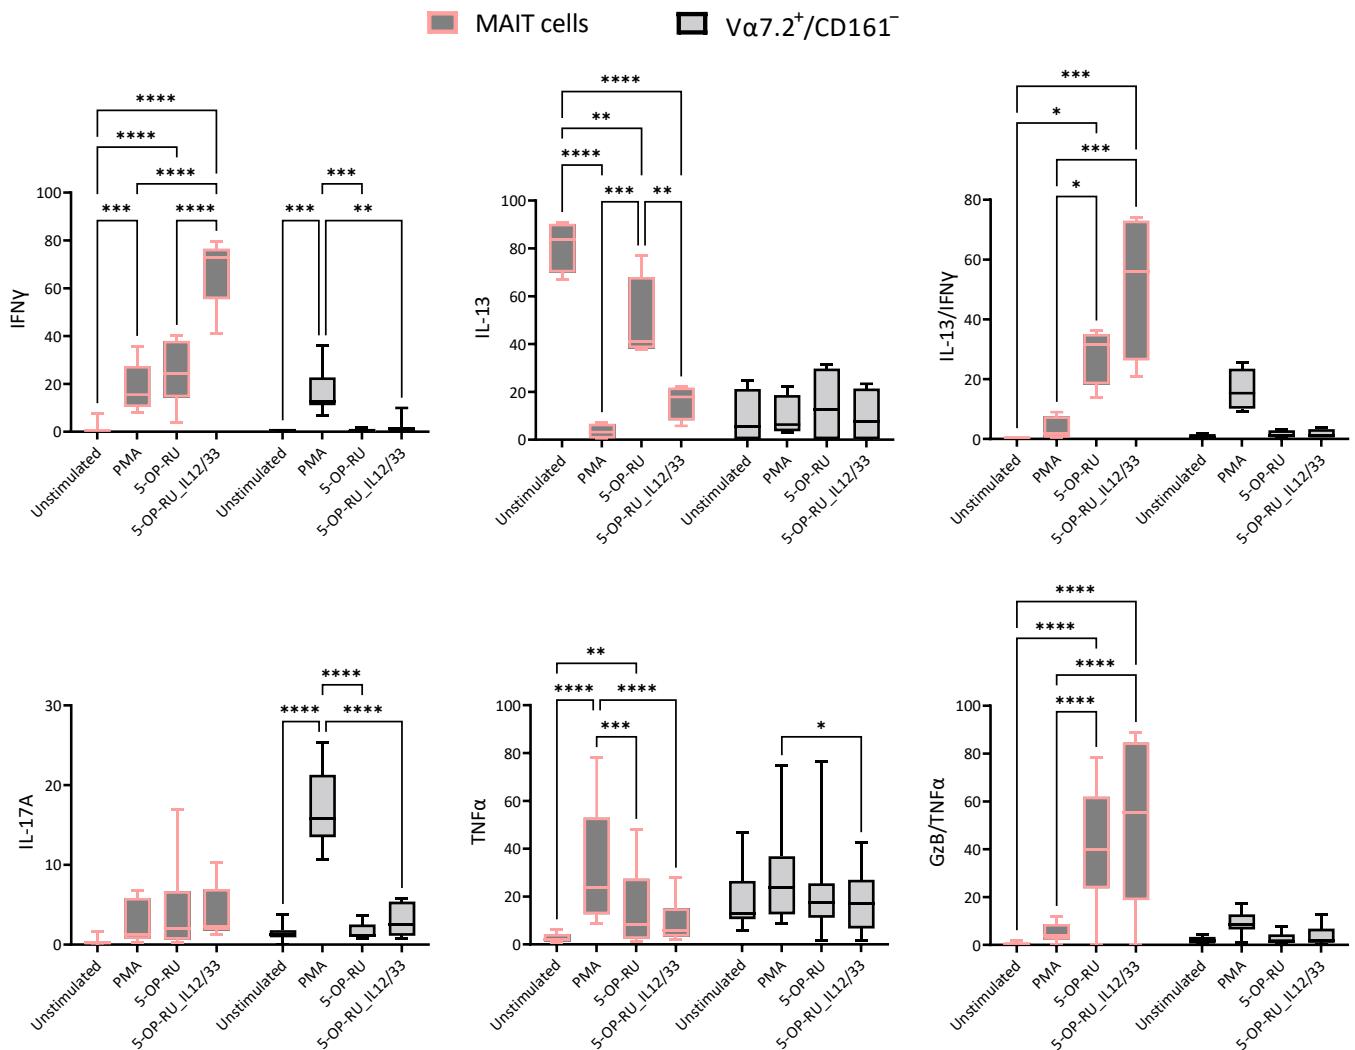 MAIT cells Vα7.2⁺/CD161⁻
**** **** **** *** **** *** *** **
IFNγ
100
80
60
40
20
0
Unstimulated PMA 5-OP-RU 5-OP-RU_IL12/33 Unstimulated PMA 5-OP-RU 5-OP-RU_IL12/33
**** ** **** *** **
IL-13
100
80
60
40
20
0
Unstimulated PMA 5-OP-RU 5-OP-RU_IL12/33 Unstimulated PMA 5-OP-RU 5-OP-RU_IL12/33
*** * *** *
IL-13/IFNγ
80
60
40
20
0
Unstimulated PMA 5-OP-RU 5-OP-RU_IL12/33 Unstimulated PMA 5-OP-RU 5-OP-RU_IL12/33
**** **** ****
IL-17A
30
20
10
0
Unstimulated PMA 5-OP-RU 5-OP-RU_IL12/33 Unstimulated PMA 5-OP-RU 5-OP-RU_IL12/33
** **** **** *** *
TNFα
100
80
60
40
20
0
Unstimulated PMA 5-OP-RU 5-OP-RU_IL12/33 Unstimulated PMA 5-OP-RU 5-OP-RU_IL12/33
**** **** **** ****
GzB/TNFα
100
80
60
40
20
0
Unstimulated PMA 5-OP-RU 5-OP-RU_IL12/33 Unstimulated PMA 5-OP-RU 5-OP-RU_IL12/33